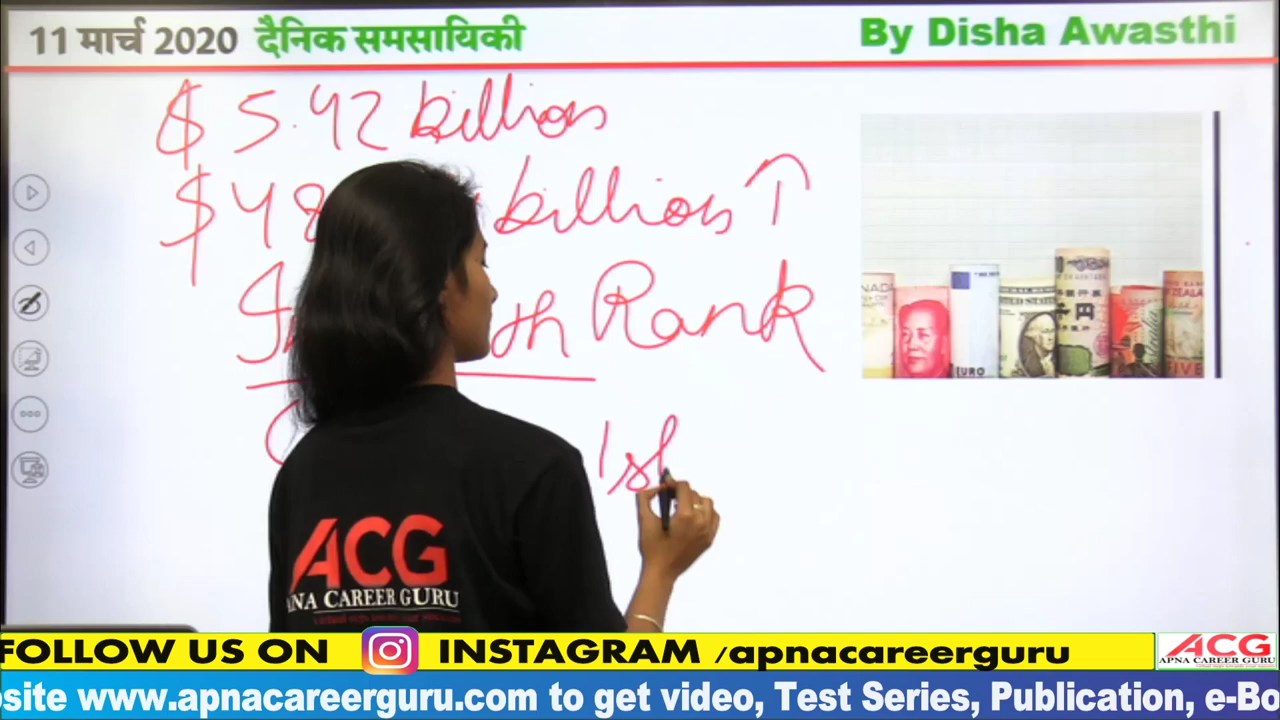 11 मार्च 2020 दैनिक समसायिकी
By Disha Awasthi
$ 5.42 billion
$ 48 billion ↑
Rank
1st
CANADA
EURO
FIVE
ACG
APNA CAREER GURU
FOLLOW US ON INSTAGRAM /apnacareerguru
ACG
APNA CAREER GURU
site www.apnacareerguru.com to get video, Test Series, Publication, e-Bo